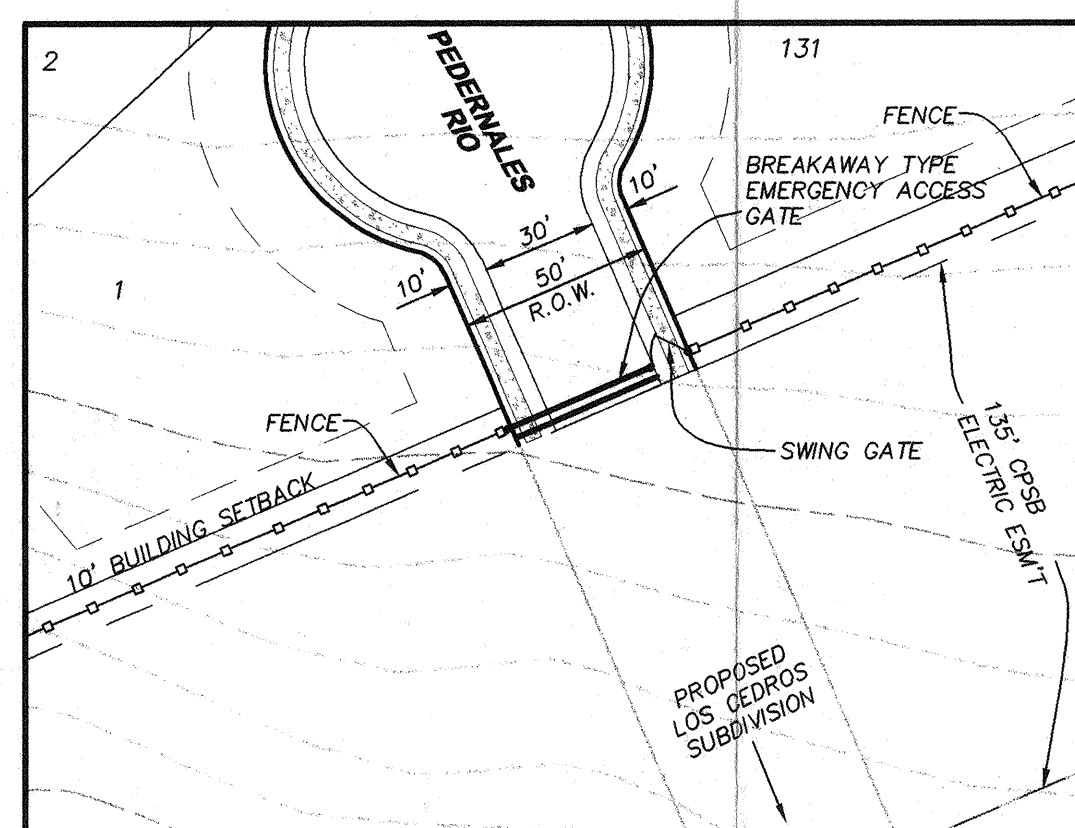 2
131
PEDERNALES
RIO
FENCE
BREAKAWAY TYPE
EMERGENCY ACCESS
GATE
10'
30'
50'
R.O.W.
10'
1
FENCE
SWING GATE
135' CPSB
ELECTRIC ESM'T
10' BUILDING SETBACK
PROPOSED
LOS CEDROS
SUBDIVISION